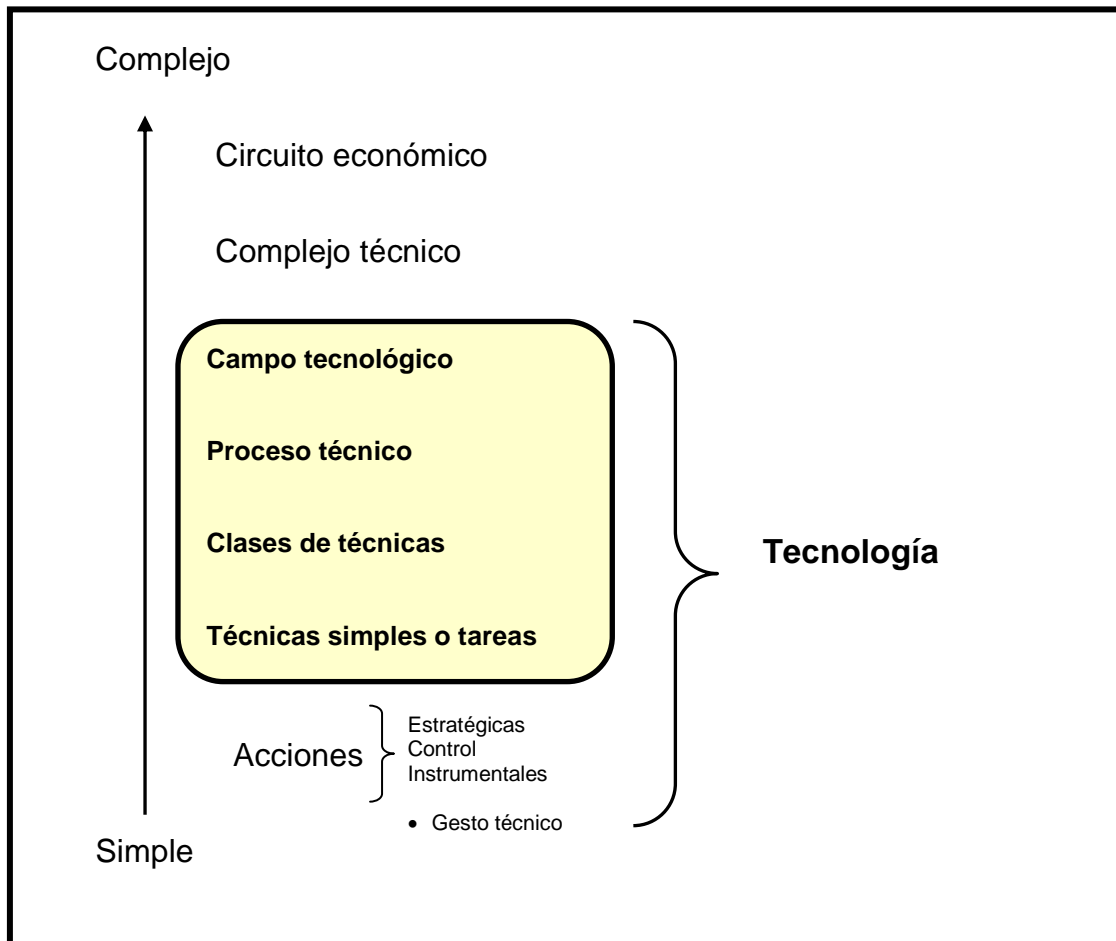 Complejo
Circuito económico
Complejo técnico
Campo tecnológico
Proceso técnico
Clases de técnicas
Tecnología
Técnicas simples o tareas
Acciones
Estratégicas
Control
Instrumentales
• Gesto técnico
Simple